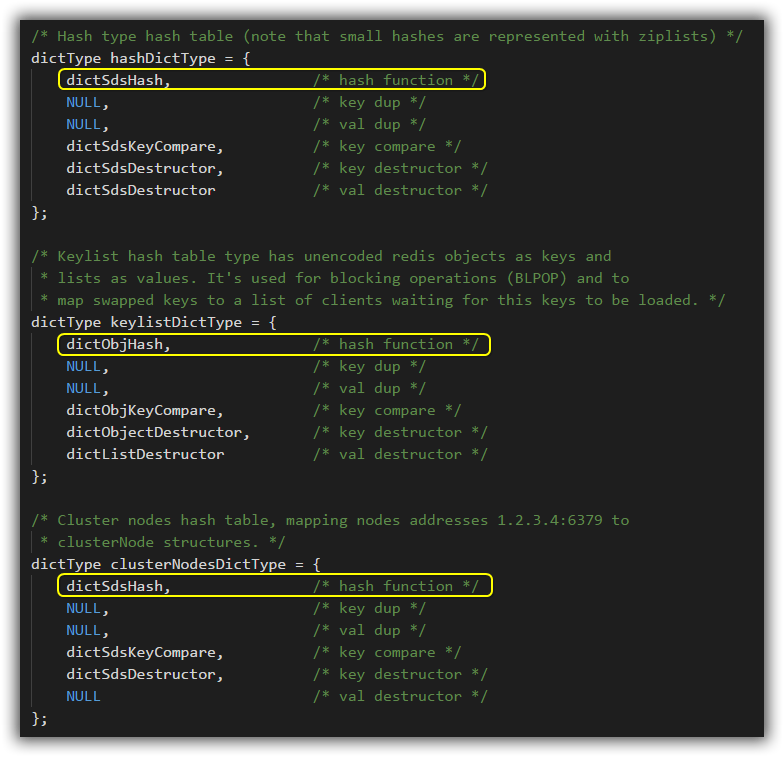 /* Hash type hash table (note that small hashes are represented with ziplists) */
dictType hashDictType = {
dictSdsHash, /* hash function */
NULL, /* key dup */
NULL, /* val dup */
dictSdsKeyCompare, /* key compare */
dictSdsDestructor, /* key destructor */
dictSdsDestructor /* val destructor */
};
/* Keylist hash table type has unencoded redis objects as keys and
* lists as values. It's used for blocking operations (BLPOP) and to
* map swapped keys to a list of clients waiting for this keys to be loaded. */
dictType keylistDictType = {
dictObjHash, /* hash function */
NULL, /* key dup */
NULL, /* val dup */
dictObjKeyCompare, /* key compare */
dictObjectDestructor, /* key destructor */
dictListDestructor /* val destructor */
};
/* Cluster nodes hash table, mapping nodes addresses 1.2.3.4:6379 to
* clusterNode structures. */
dictType clusterNodesDictType = {
dictSdsHash, /* hash function */
NULL, /* key dup */
NULL, /* val dup */
dictSdsKeyCompare, /* key compare */
dictSdsDestructor, /* key destructor */
NULL /* val destructor */
};